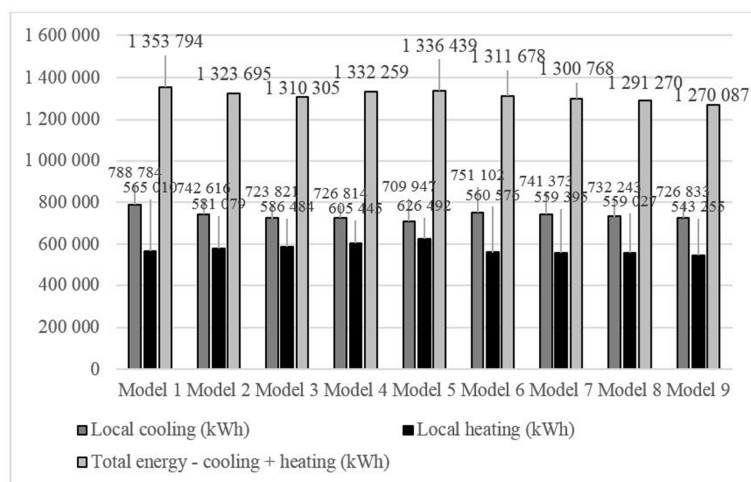 1 600 000
1 400 000
1 200 000
1 000 000
800 000
600 000
400 000
200 000
0
1 353 794
1 323 695
1 310 305
1 332 259
1 336 439
1 311 678
1 300 768
1 291 270
1 270 087
788 784
565 010
742 616
581 079
723 821
586 484
726 814
605 445
709 947
626 492
751 102
560 576
741 373
559 395
732 243
559 027
726 833
543 255
Model 1 Model 2 Model 3 Model 4 Model 5 Model 6 Model 7 Model 8 Model 9
Local cooling (kWh) Local heating (kWh)
Total energy - cooling + heating (kWh)